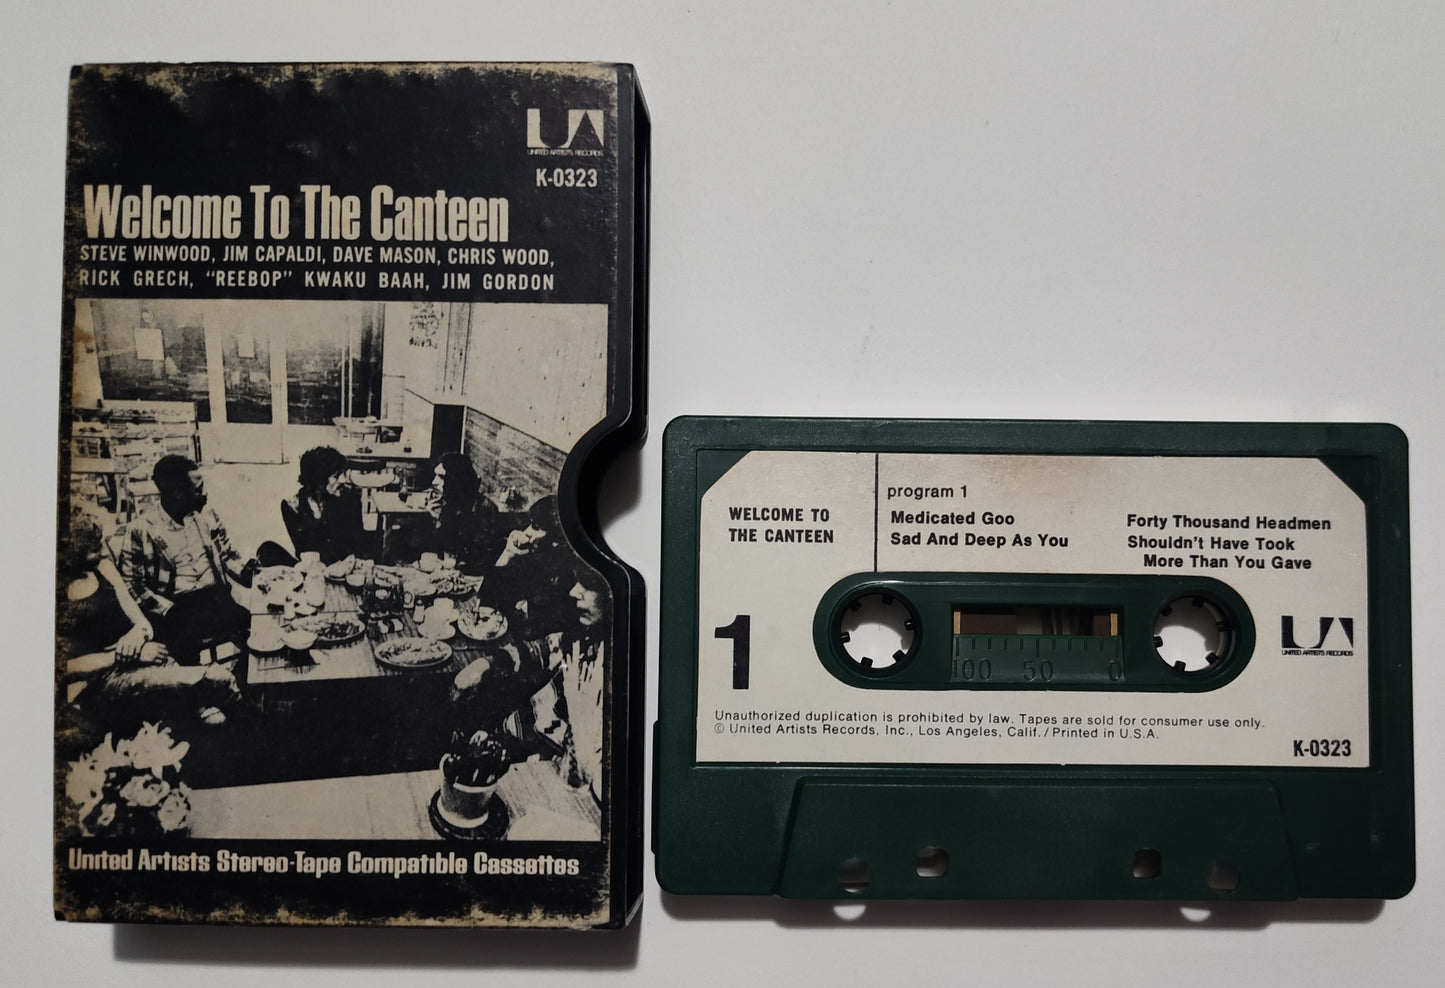 UNITED ARTISTS RECORDS
K-0323
Welcome To The Canteen
STEVE WINWOOD, JIM CAPALDI, DAVE MASON, CHRIS WOOD,
RICK GRECH, "REEBOP" KWAKU BAAH, JIM GORDON
United Artists Stereo-Tape Compatible Cassettes
WELCOME TO
THE CANTEEN
program 1
Medicated Goo
Sad And Deep As You
Forty Thousand Headmen
Shouldn't Have Took
More Than You Gave
1
100 50 0
UA
UNITED ARTISTS RECORDS
Unauthorized duplication is prohibited by law. Tapes are sold for consumer use only.
© United Artists Records, Inc., Los Angeles, Calif. / Printed in U.S.A.
K-0323